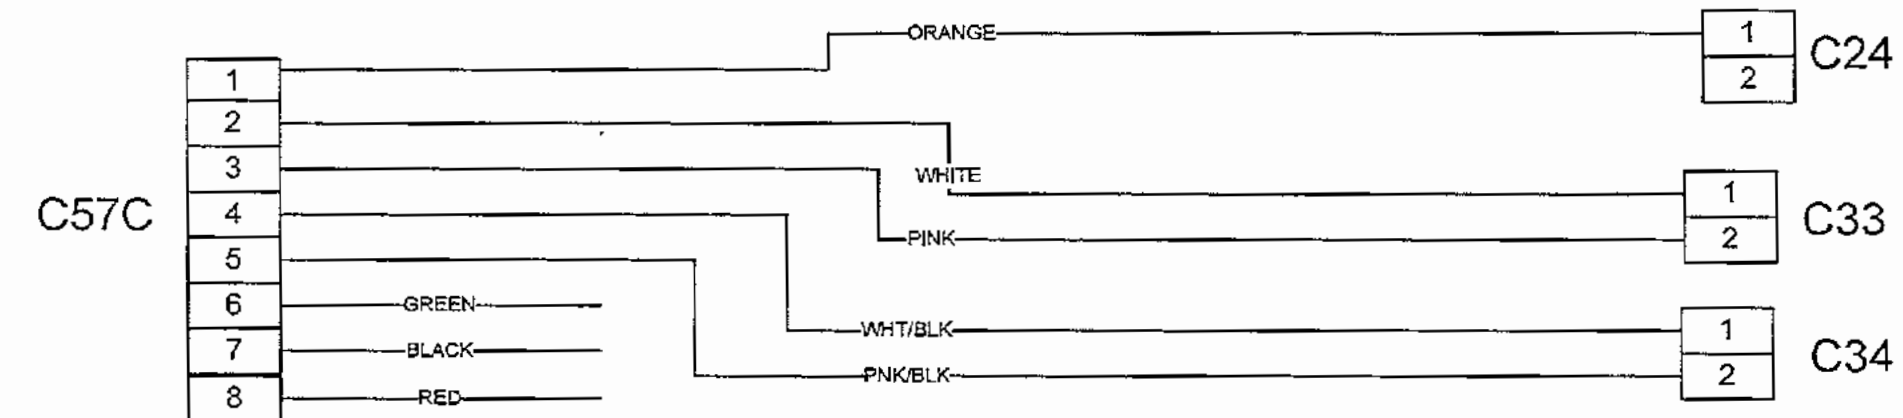 ORANGE
1
C24
2
1
2
3
4
5
6
7
8
C57C
WHITE
PINK
1
2
C33
GREEN
BLACK
RED
WHT/BLK
PNK/BLK
1
2
C34